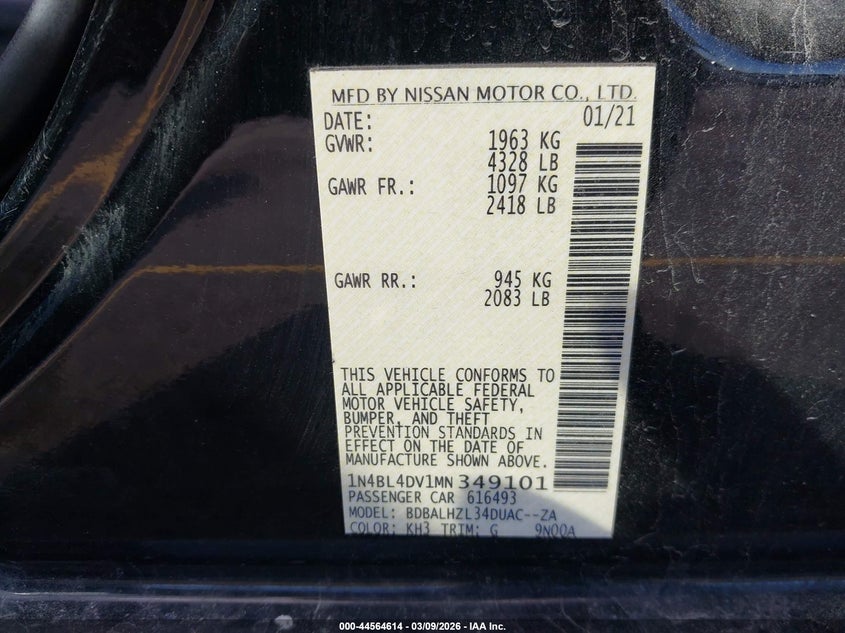 MFD BY NISSAN MOTOR CO., LTD.
DATE: 01/21
GVWR: 1963 KG
4328 LB
GAWR FR.: 1097 KG
2418 LB
GAWR RR.: 945 KG
2083 LB
THIS VEHICLE CONFORMS TO
ALL APPLICABLE FEDERAL
MOTOR VEHICLE SAFETY,
BUMPER, AND THEFT
PREVENTION STANDARDS IN
EFFECT ON THE DATE OF
MANUFACTURE SHOWN ABOVE.
1N4BL4DV1MN349101
PASSENGER CAR 616493
MODEL: BDBALHZL34DUAC--ZA
COLOR: KH3 TRIM: G 9N00A
000-44564614 — 03/09/2026 — IAA Inc.